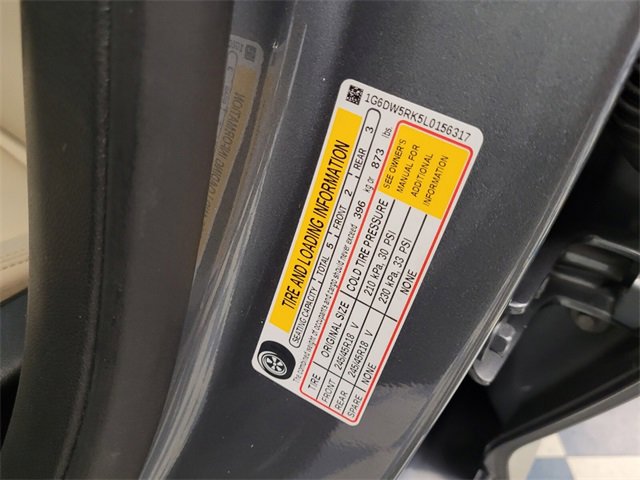 1G6DW5RK5L0156317
TIRE AND LOADING INFORMATION
SEATING CAPACITY TOTAL 5 FRONT 2 REAR 3
The combined weight of occupants and cargo should never exceed 396 kg or 873 lbs.
TIRE ORIGINAL SIZE COLD TIRE PRESSURE
FRONT 245/45R18 V 210 kPa, 30 PSI
REAR 245/45R18 V 230 kPa, 33 PSI
SPARE NONE NONE
SEE OWNER'S
MANUAL FOR
ADDITIONAL
INFORMATION